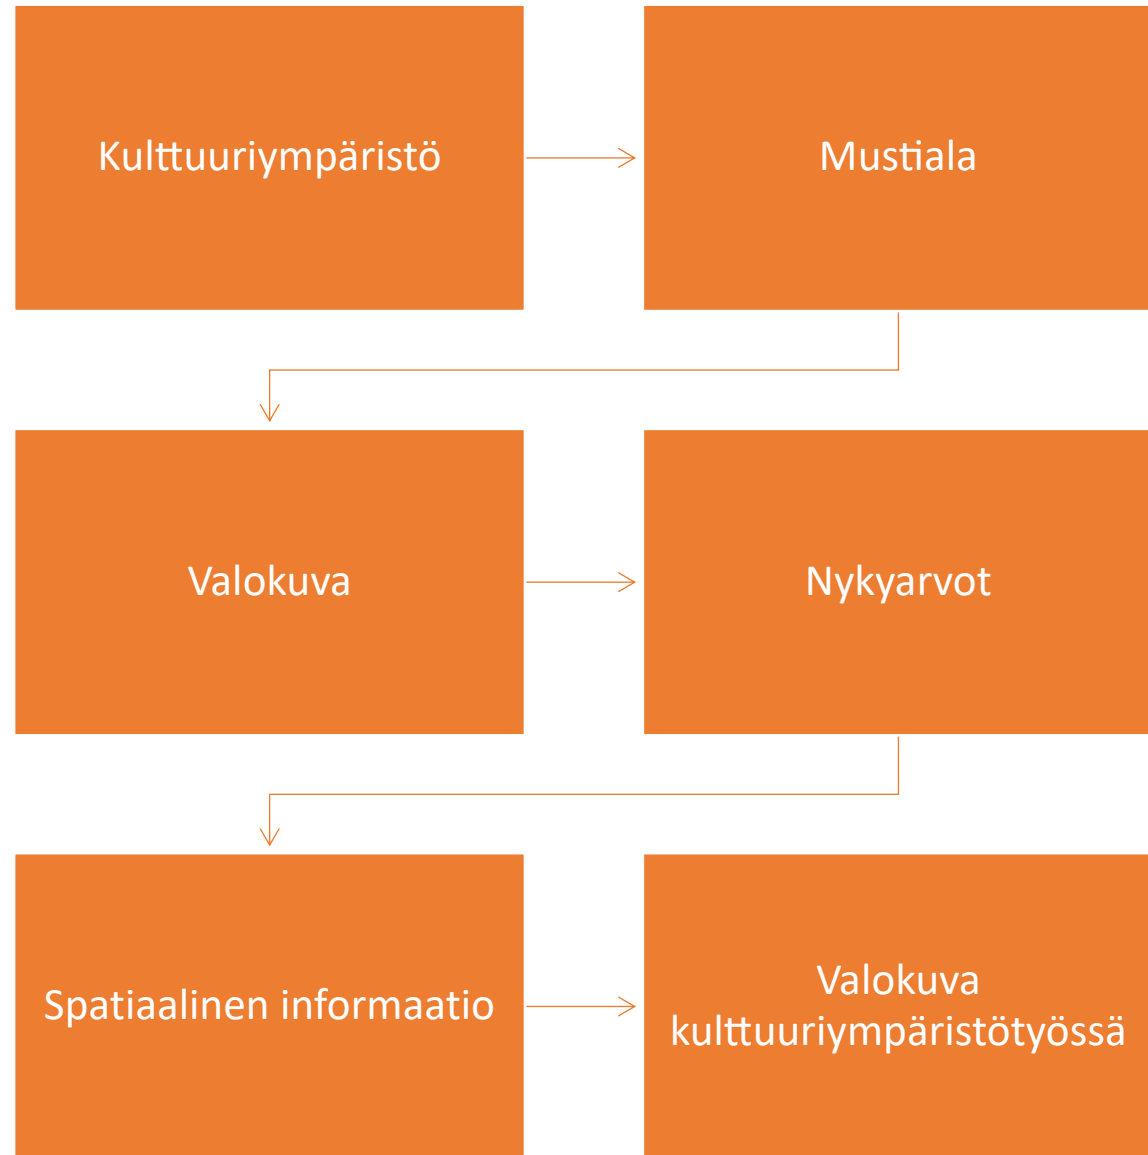 Kulttuuriympäristö
Mustiala
Valokuva
Nykyarvot
Spatiaalinen informaatio
Valokuva
kulttuuriympäristötyössä